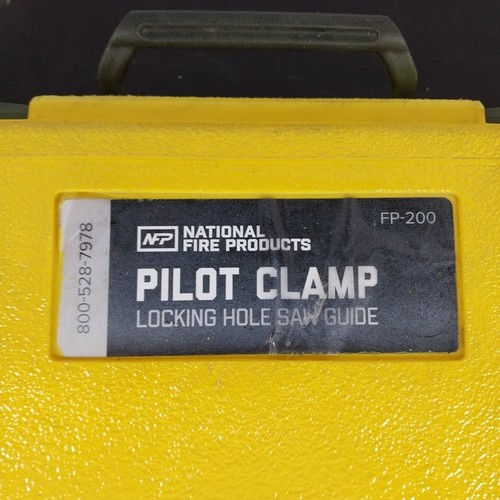 800-528-7978
NFP
NATIONAL
FIRE PRODUCTS
FP-200
PILOT CLAMP
LOCKING HOLE SAW GUIDE